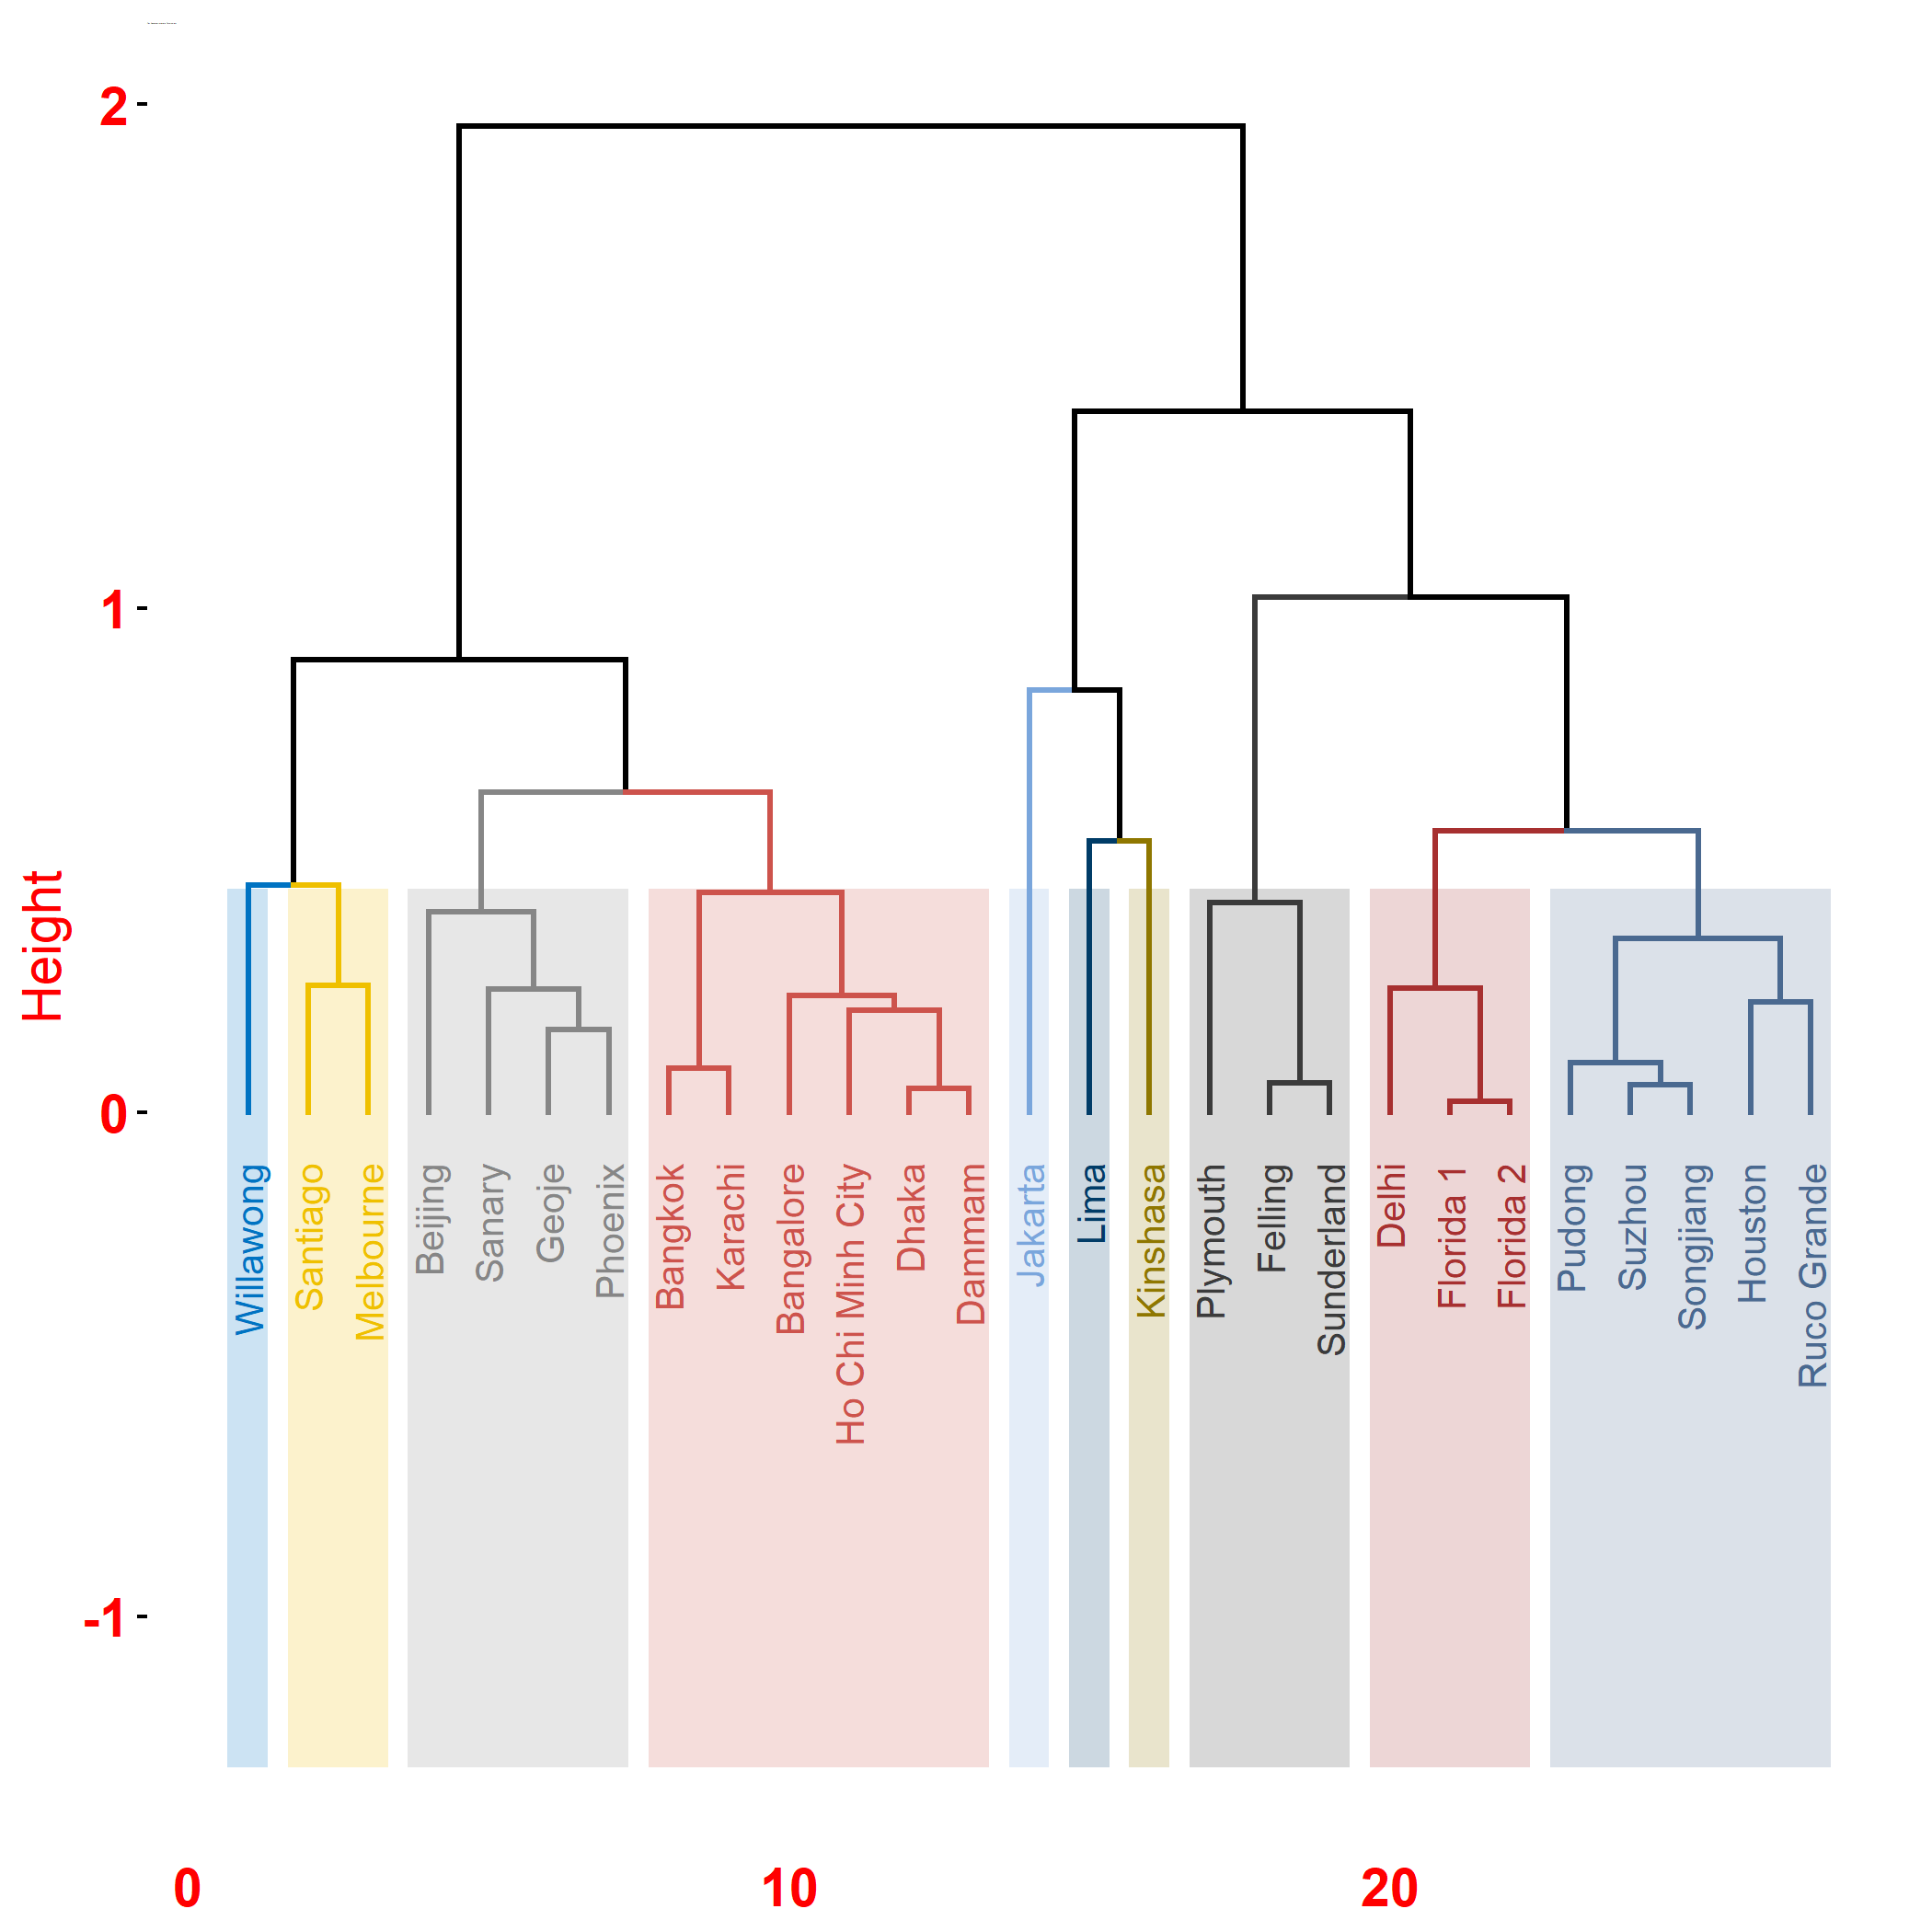 2
1
0
-1
Height
Willawong
Santiago
Melbourne
Beijing
Sanary
Geoje
Phoenix
Bangkok
Karachi
Bangalore
Ho Chi Minh City
Dhaka
Dammam
Jakarta
Lima
Kinshasa
Plymouth
Felling
Sunderland
Delhi
Florida 1
Florida 2
Pudong
Suzhou
Songjiang
Houston
Ruco Grande
0
10
20